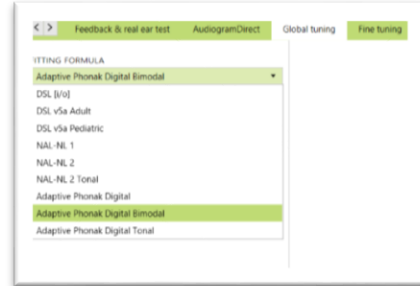 Feedback & real ear test AudiogramDirect Global tuning Fine tuning
ITTING FORMULA
Adaptive Phonak Digital Bimodal
DSL [i/o]
DSL v5a Adult
DSL v5a Pediatric
NAL-NL 1
NAL-NL 2
NAL-NL 2 Tonal
Adaptive Phonak Digital
Adaptive Phonak Digital Bimodal
Adaptive Phonak Digital Tonal